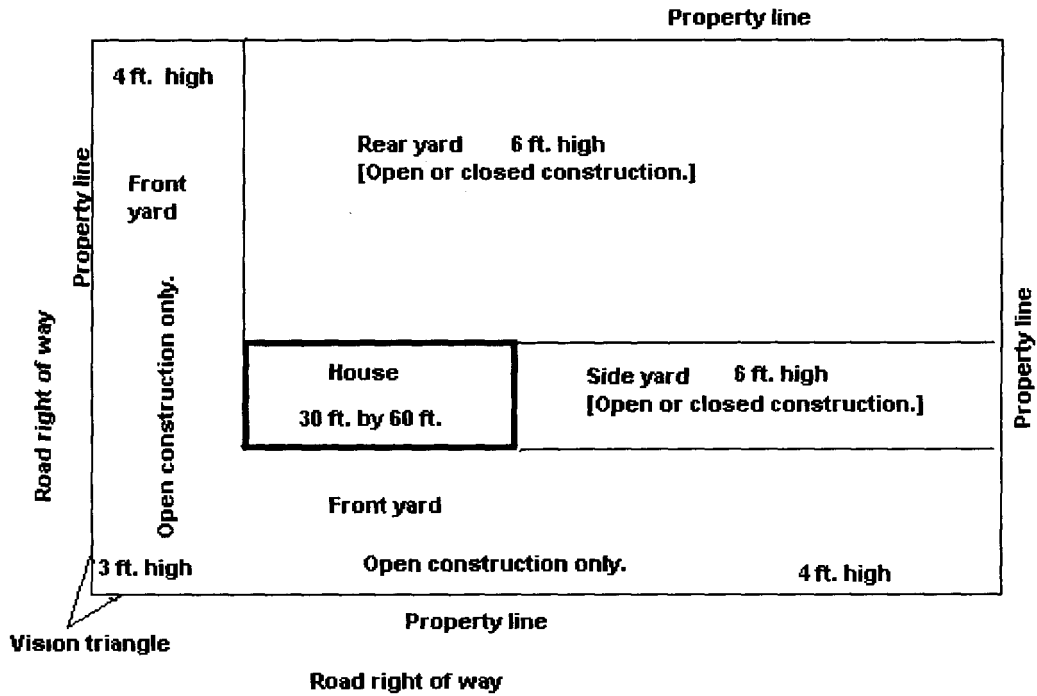 Property line
4 ft. high
Rear yard 6 ft. high
[Open or closed construction.]
Property line
Front
yard
Open construction only.
Road right of way
House
30 ft. by 60 ft.
Side yard 6 ft. high
[Open or closed construction.]
Property line
Front yard
3 ft. high
Open construction only.
4 ft. high
Property line
Vision triangle
Road right of way